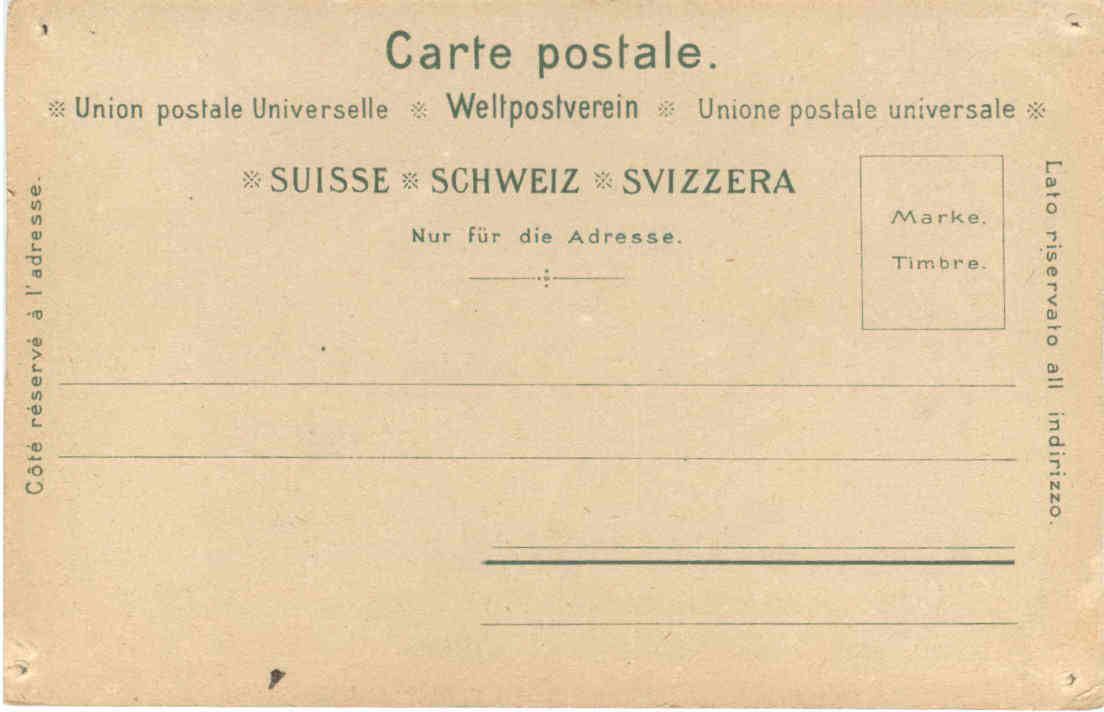 Carte postale.
※ Union postale Universelle ※ Weltpostverein ※ Unione postale universale ※
※ SUISSE ※ SCHWEIZ ※ SVIZZERA
Nur für die Adresse.
Marke.
Timbre.
Côté réservé à l'adresse.
Lato riservato all indirizzo.